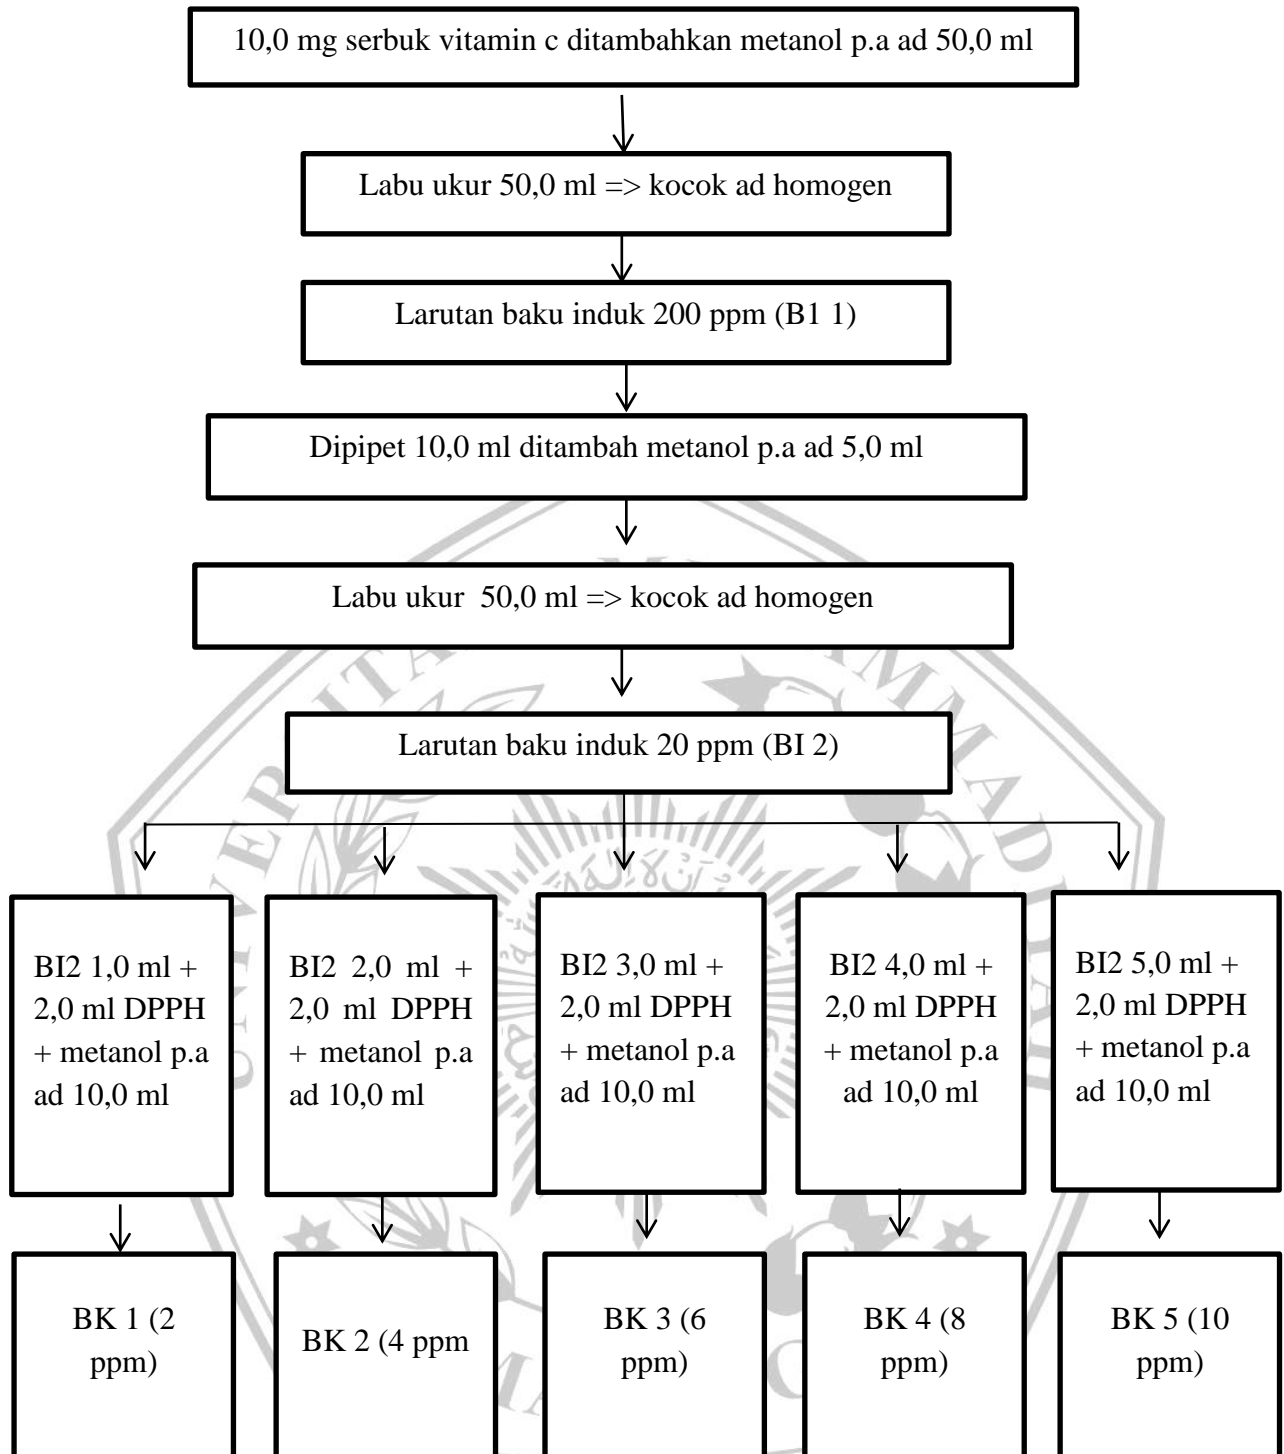 10,0 mg serbuk vitamin c ditambahkan metanol p.a ad 50,0 ml
Labu ukur 50,0 ml => kocok ad homogen
Larutan baku induk 200 ppm (B1 1)
Dipipet 10,0 ml ditambah metanol p.a ad 5,0 ml
Labu ukur 50,0 ml => kocok ad homogen
Larutan baku induk 20 ppm (BI 2)
BI2 1,0 ml +
2,0 ml DPPH
+ metanol p.a
ad 10,0 ml
BI2 2,0 ml +
2,0 ml DPPH
+ metanol p.a
ad 10,0 ml
BI2 3,0 ml +
2,0 ml DPPH
+ metanol p.a
ad 10,0 ml
BI2 4,0 ml +
2,0 ml DPPH
+ metanol p.a
ad 10,0 ml
BI2 5,0 ml +
2,0 ml DPPH
+ metanol p.a
ad 10,0 ml
BK 1 (2
ppm)
BK 2 (4 ppm
BK 3 (6
ppm)
BK 4 (8
ppm)
BK 5 (10
ppm)